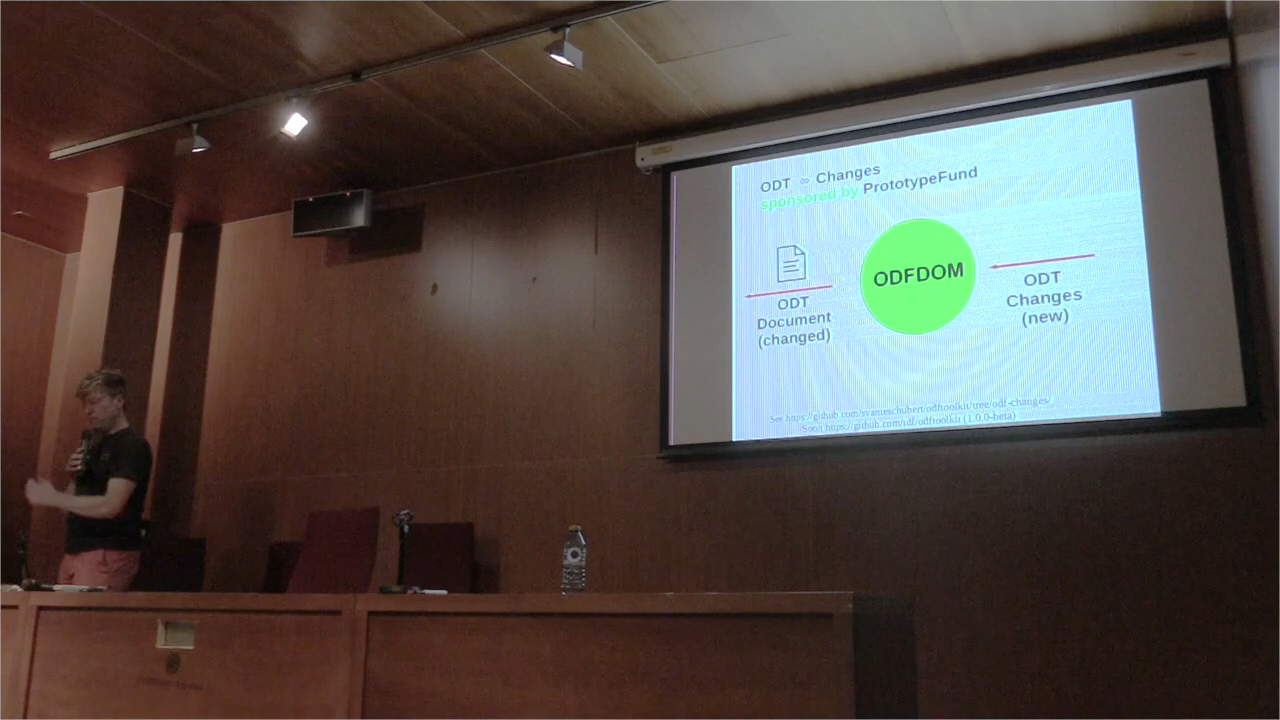 ODT ∞ Changes
sponsored by PrototypeFund
ODFDOM
ODT
Document
(changed)
ODT
Changes
(new)
See https://github.com/svanteschubert/odftoolkit/tree/odf-changes/
Soon https://github.com/tdf/odftoolkit (1.0.0-beta)